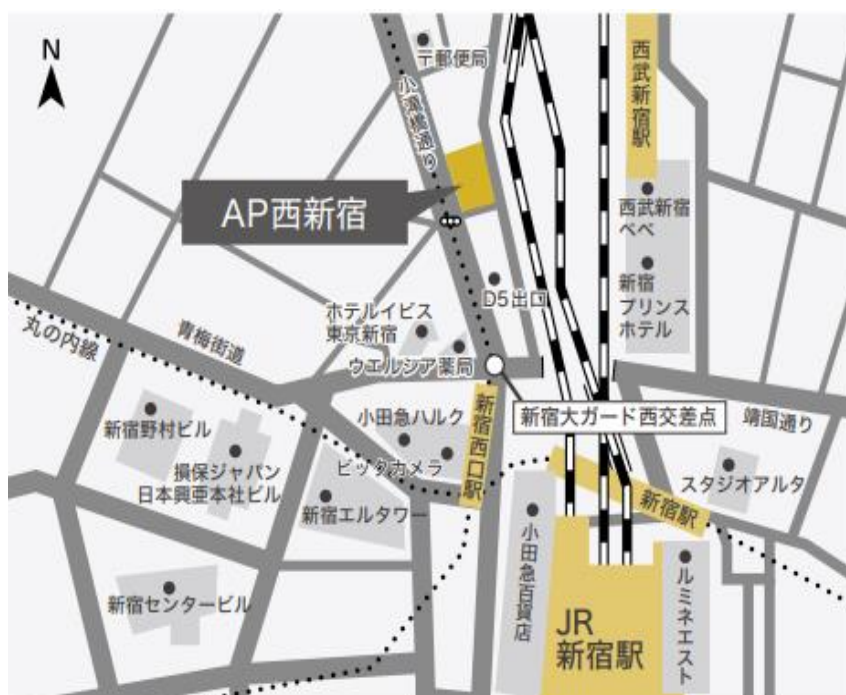 N
〒郵便局
小滝橋通り
西武新宿駅
AP西新宿
西武新宿
ペペ
新宿
プリンス
ホテル
D5出口
ホテルイビス
東京新宿
ウエルシア薬局
丸の内線
青梅街道
新宿大ガード西交差点
靖国通り
新宿野村ビル
小田急ハルク
ビックカメラ
新宿西口駅
損保ジャパン
日本興亜本社ビル
新宿エルタワー
スタジオアルタ
新宿駅
小田急百貨店
新宿センタービル
JR
新宿駅
ルミネエスト